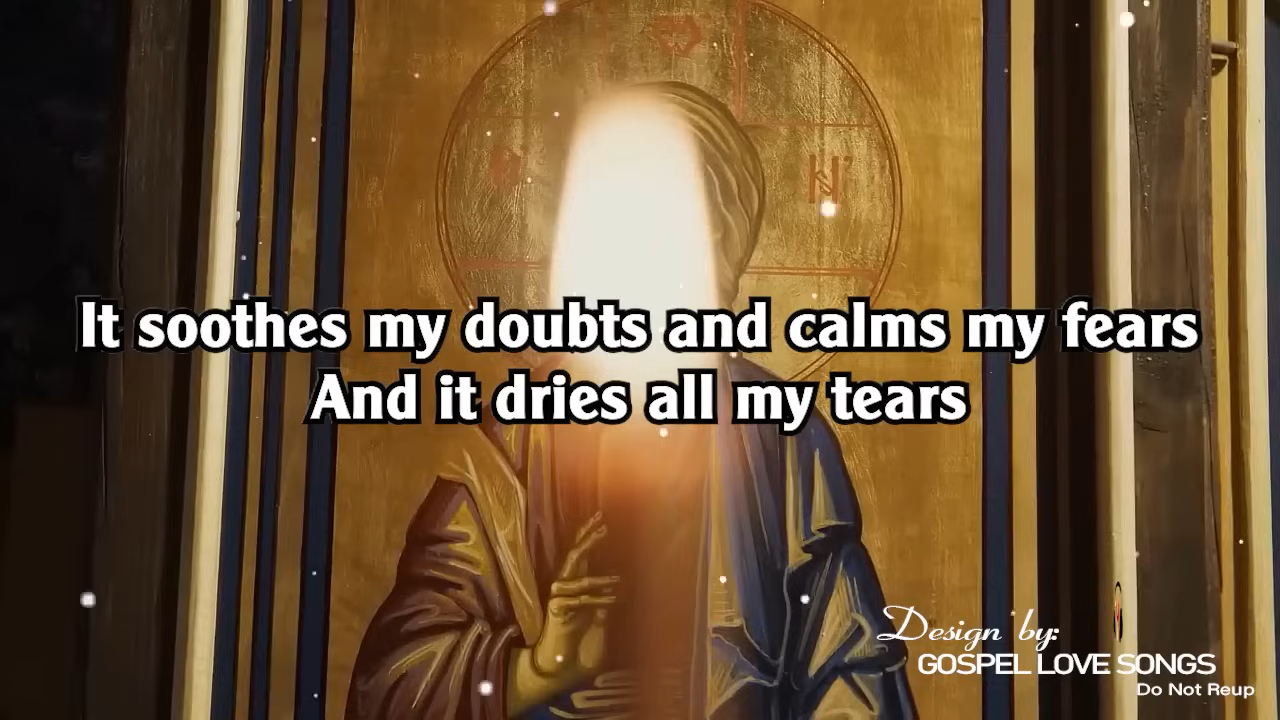 It soothes my doubts and calms my fears
And it dries all my tears
Design by:
GOSPEL LOVE SONGS
Do Not Reup